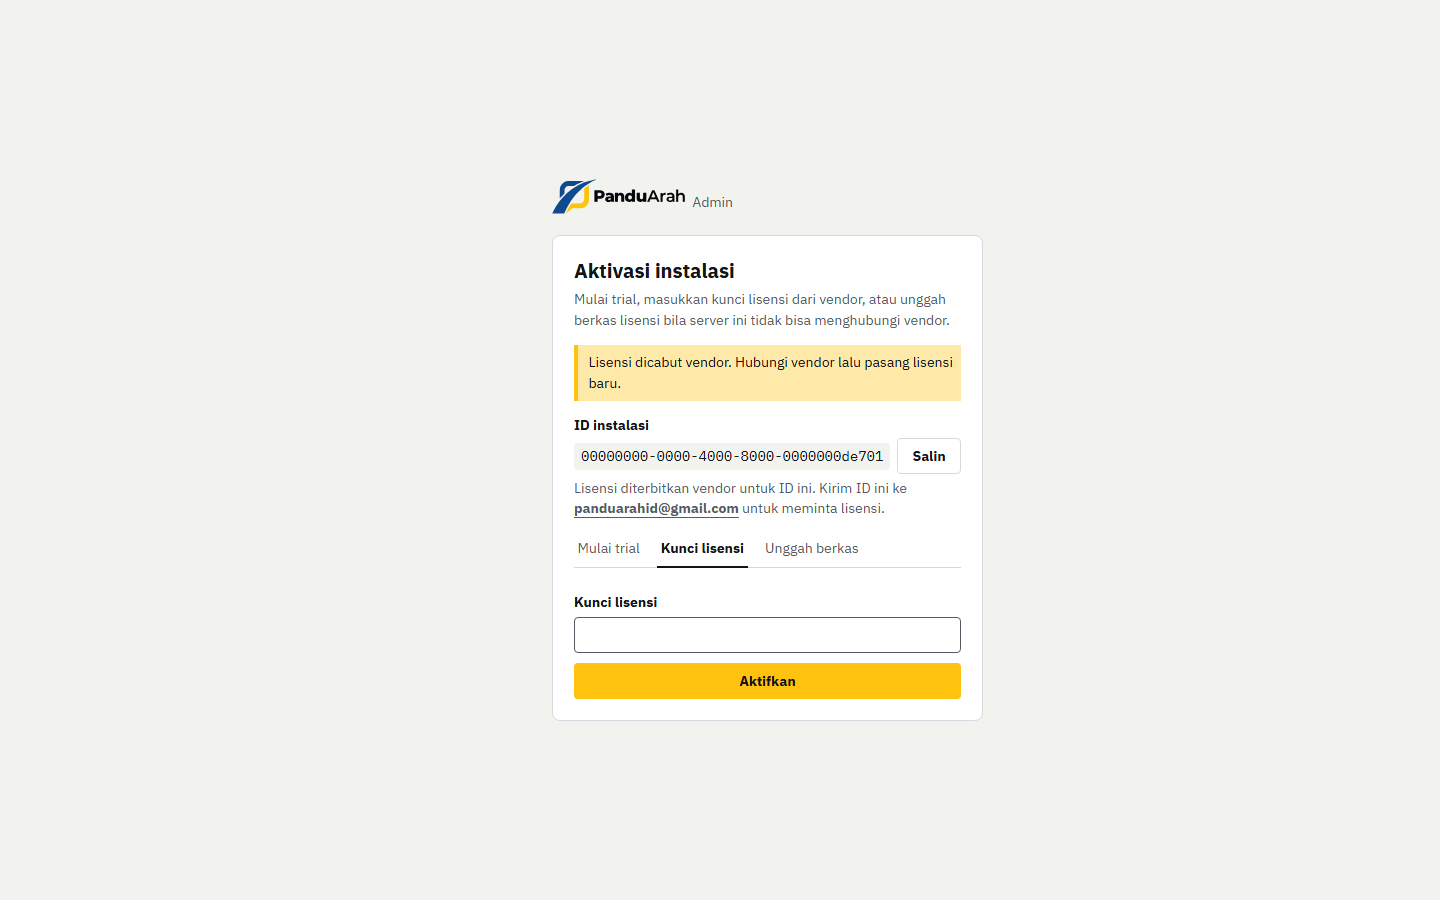 PanduArah Admin
Aktivasi instalasi
Mulai trial, masukkan kunci lisensi dari vendor, atau unggah
berkas lisensi bila server ini tidak bisa menghubungi vendor.
Lisensi dicabut vendor. Hubungi vendor lalu pasang lisensi
baru.
ID instalasi
00000000-0000-4000-8000-0000000de701 Salin
Lisensi diterbitkan vendor untuk ID ini. Kirim ID ini ke
panduarahid@gmail.com untuk meminta lisensi.
Mulai trial Kunci lisensi Unggah berkas
Kunci lisensi
Aktifkan